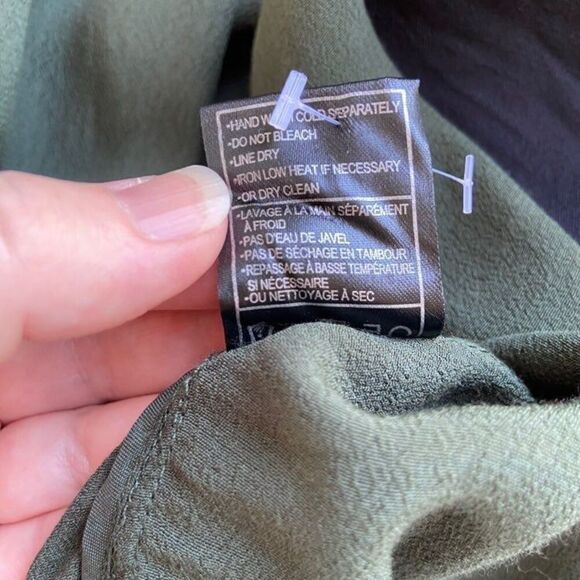 •HAND WASH COLD SEPARATELY
•DO NOT BLEACH
•LINE DRY
•IRON LOW HEAT IF NECESSARY
•OR DRY CLEAN
•LAVAGE À LA MAIN SÉPARÉMENT
À FROID
•PAS D'EAU DE JAVEL
•PAS DE SÉCHAGE EN TAMBOUR
•REPASSAGE À BASSE TEMPÉRATURE
SI NÉCESSAIRE
•OU NETTOYAGE À SEC